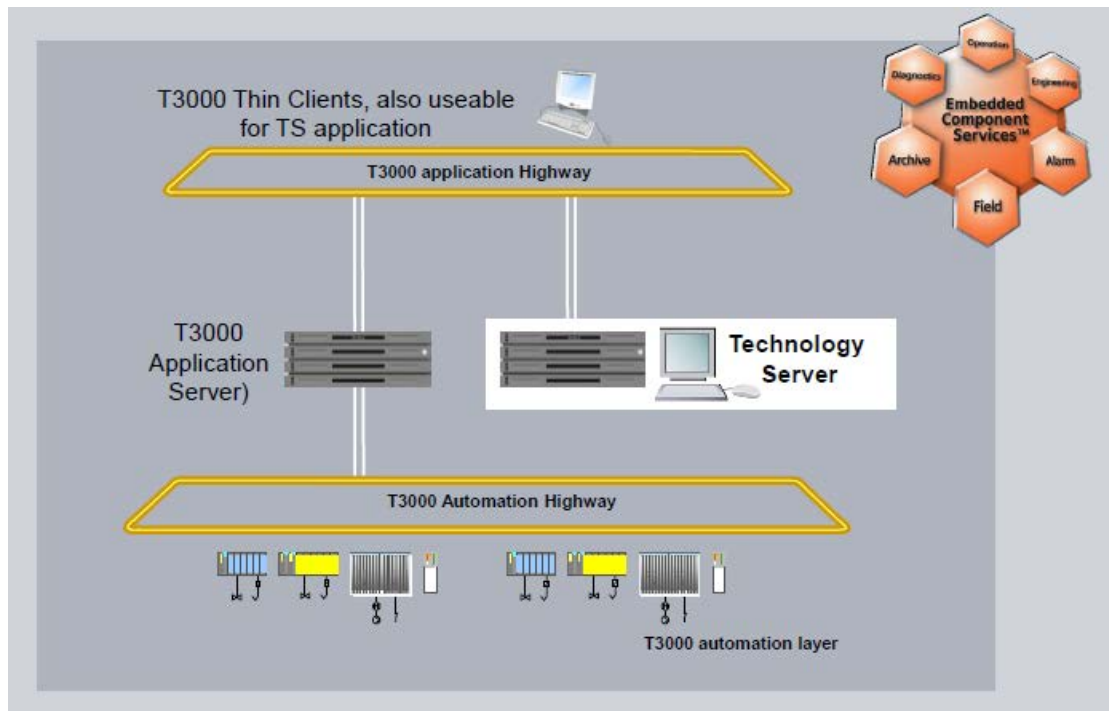 T3000 Thin Clients, also useable
for TS application
T3000 application Highway
Operation
Diagnostics
Engineering
Embedded
Component
Services™
Archive
Alarm
Field
T3000
Application
Server)
Technology
Server
T3000 Automation Highway
T3000 automation layer